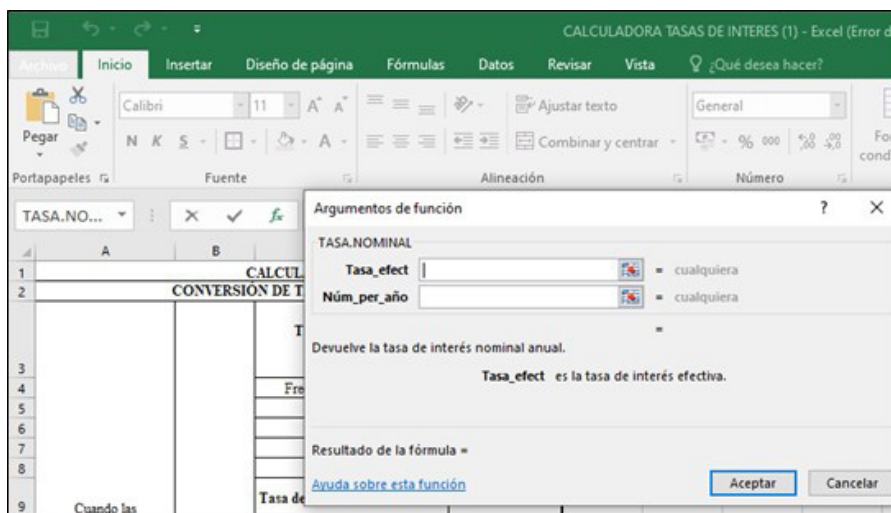 CALCULADORA TASAS DE INTERES (1) - Excel (Error d
Archivo Inicio Insertar Diseño de página Fórmulas Datos Revisar Vista ¿Qué desea hacer?
Calibri 11 A A Ajustar texto General
Pegar N K S A Combinar y centrar % 000 Fo
cond
Portapapeles Fuente Alineación Número
TASA.NO... fx
Argumentos de función ? X
TASA.NOMINAL
Tasa_efect = cualquiera
Núm_per_año = cualquiera
=
Devuelve la tasa de interés nominal anual.
Tasa_efect es la tasa de interés efectiva.
Resultado de la fórmula =
Ayuda sobre esta función Aceptar Cancelar
A B
1 CALCUL
2 CONVERSIÓN DE T
T
3
4 Fre
5
6
7
8
9 Cuando las Tasa de